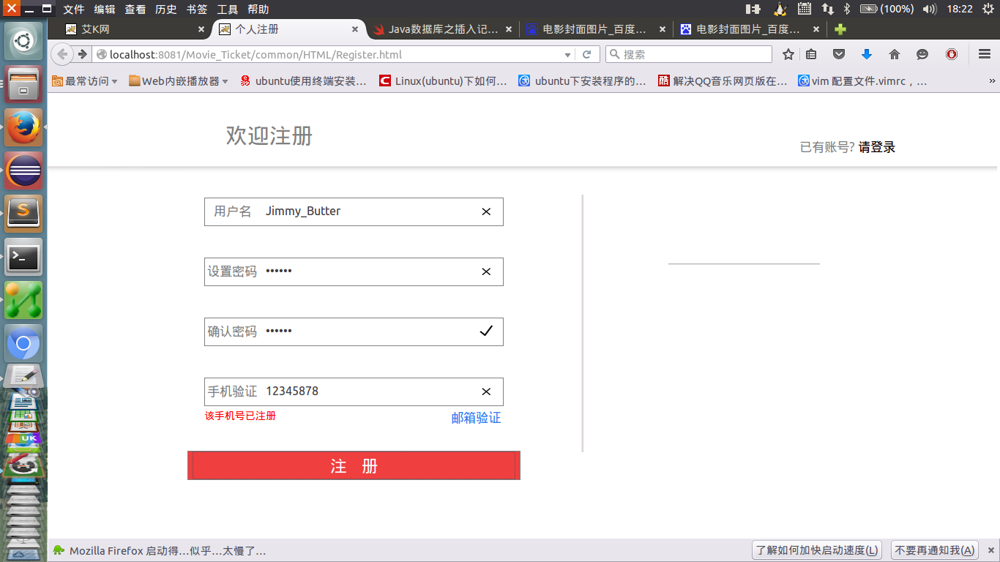 文件 编辑 查看 历史 书签 工具 帮助
(100%) 18:22
艾K网
个人注册
Java数据库之插入记...
电影封面图片_百度...
电影封面图片_百度...
localhost:8081/Movie_Ticket/common/HTML/Register.html
搜索
最常访问
Web内嵌播放器
ubuntu使用终端安装...
Linux(ubuntu)下如何...
ubuntu下安装程序的...
解决QQ音乐网页版在...
vim 配置文件.vimrc，...
欢迎注册
已有账号? 请登录
用户名 Jimmy_Butter
设置密码 ••••••
确认密码 ••••••
手机验证 12345878
该手机号已注册
邮箱验证
注 册
UK
Mozilla Firefox 启动得...似乎...太慢了...
了解如何加快启动速度(L)
不要再通知我(A)